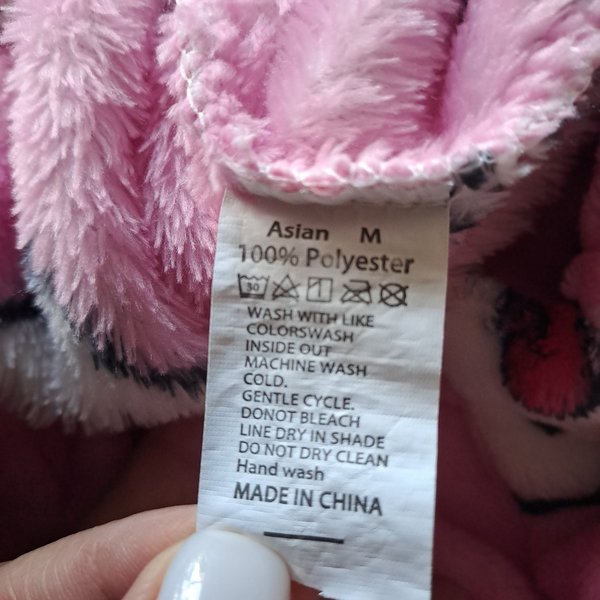 Asian M
100% Polyester
30
WASH WITH LIKE
COLORSWASH
INSIDE OUT
MACHINE WASH
COLD.
GENTLE CYCLE.
DONOT BLEACH
LINE DRY IN SHADE
DO NOT DRY CLEAN
Hand wash
MADE IN CHINA